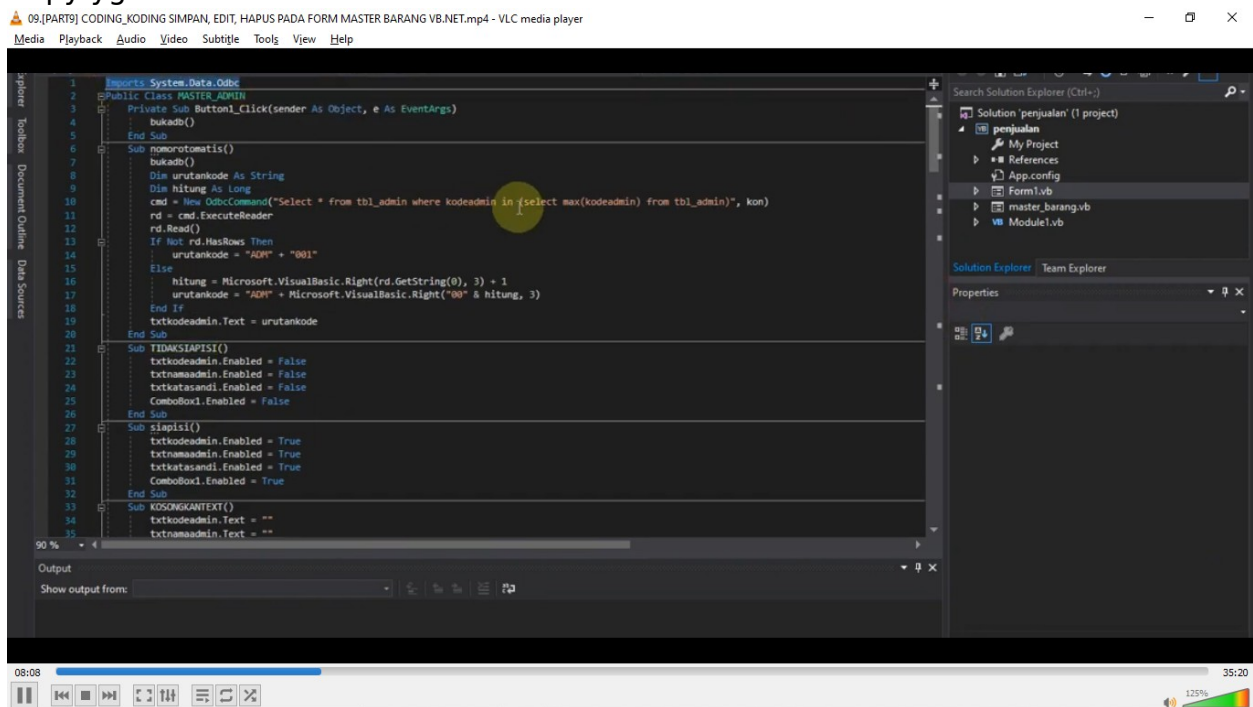 09.[PART9] CODING_KODING SIMPAN, EDIT, HAPUS PADA FORM MASTER BARANG VB.NET.mp4 - VLC media player
Media Playback Audio Video Subtitle Tools View Help
Toolbox
Document Outline
Data Sources
1 Imports System.Data.Odbc
2 Public Class MASTER_ADMIN
3 Private Sub Button1_Click(sender As Object, e As EventArgs)
4 bukadb()
5 End Sub
6 Sub nomorotomatis()
7 bukadb()
8 Dim urutankode As String
9 Dim hitung As Long
10 cmd = New OdbcCommand("Select * from tbl_admin where kodeadmin in (select max(kodeadmin) from tbl_admin)", kon)
11 rd = cmd.ExecuteReader
12 rd.Read()
13 If Not rd.HasRows Then
14 urutankode = "ADM" + "001"
15 Else
16 hitung = Microsoft.VisualBasic.Right(rd.GetString(0), 3) + 1
17 urutankode = "ADM" + Microsoft.VisualBasic.Right("00" & hitung, 3)
18 End If
19 txtkodeadmin.Text = urutankode
20 End Sub
21 Sub TIDAKSIAPISI()
22 txtkodeadmin.Enabled = False
23 txtnamaadmin.Enabled = False
24 txtkatasandi.Enabled = False
25 ComboBox1.Enabled = False
26 End Sub
27 Sub siapisi()
28 txtkodeadmin.Enabled = True
29 txtnamaadmin.Enabled = True
30 txtkatasandi.Enabled = True
31 ComboBox1.Enabled = True
32 End Sub
33 Sub KOSONGKANTEXT()
34 txtkodeadmin.Text = ""
35 txtnamaadmin.Text = ""
90 %
Output
Show output from:
Search Solution Explorer (Ctrl+;)
Solution 'penjualan' (1 project)
VB penjualan
My Project
References
App.config
Form1.vb
master_barang.vb
VB Module1.vb
Solution Explorer Team Explorer
Properties
08:08
35:20
125%